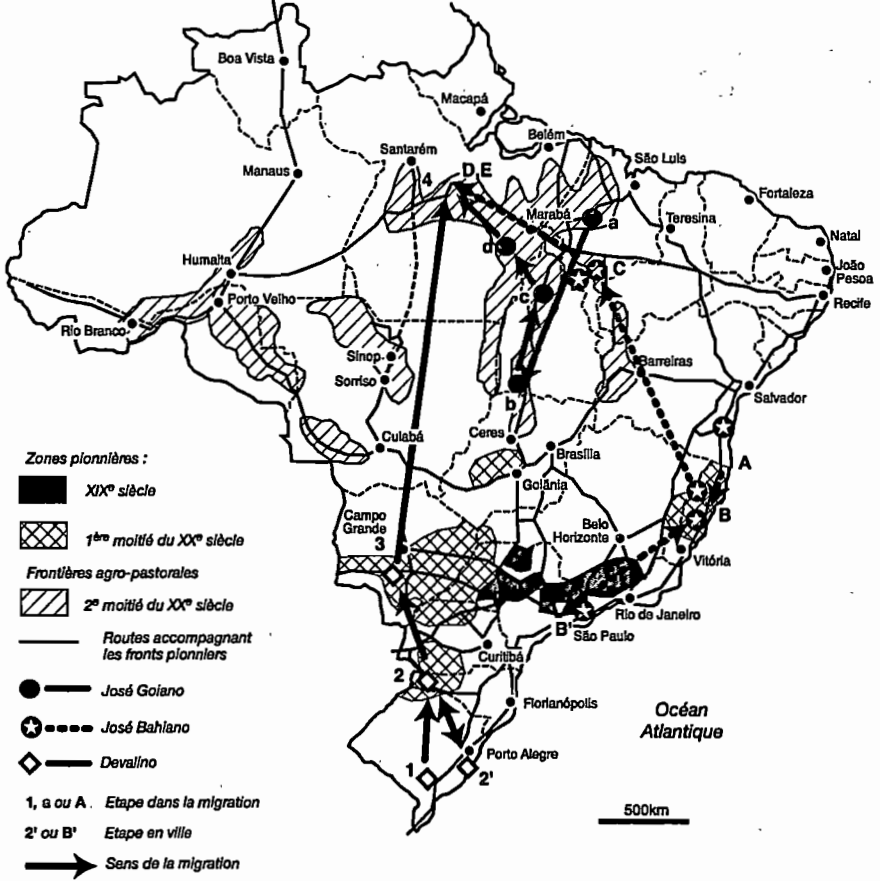 Boa Vista
Macapá
Belém
Santarém
São Luis
D,E
4
Manaus
Fortaleza
Marabá
a
Teresina
Natal
d
João
Pesoa
Humaïta
C
c
Recife
Porto Velho
Rio Branco
Sinop
Barreiras
Sorriso
b
Salvador
Ceres
Cuiabá
Brasília
A
Goiânia
Zones pionnières :
XIXe siècle
B
Campo
Grande
Belo
Horizonte
3
1ère moitié du XXe siècle
Vitória
Frontières agro-pastorales
2e moitié du XXe siècle
Rio de Janeiro
B'
São Paulo
Routes accompagnant
les fronts pionniers
Curitibá
2
José Goiano
Florianópolis
Océan
Atlantique
José Bahiano
Devalino
Porto Alegre
1
2'
1, a ou A . Etape dans la migration
500km
2' ou B' Etape en ville
Sens de la migration